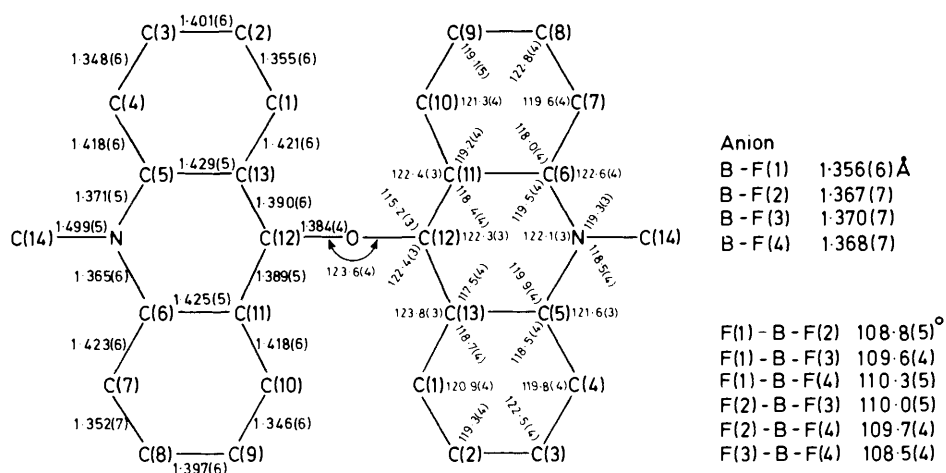 C(3) 1·401(6) C(2)
1·348(6) 1·355(6)
C(4) C(1)
1·418(6) 1·421(6)
C(5) 1·429(5) C(13)
1·371(5) 1·390(6)
C(14) 1·499(5) N C(12) 1·384(4) O
123·6(4)
1·365(6) 1·389(5)
C(6) 1·425(5) C(11)
1·423(6) 1·418(6)
C(7) C(10)
1·352(7) 1·346(6)
C(8) C(9)
1·397(6)
C(9) C(8)
119·1(5) 122·8(4)
C(10) 121·3(4) 119·6(4) C(7)
119·2(4) 118·0(4)
122·4(3) C(11) C(6) 122·6(4)
115·2(3) 118·4(4) 119·5(4) 119·3(3)
C(12) 122·3(3) 122·1(3) N C(14)
122·4(3) 117·5(4) 119·9(4) 118·5(4)
123·8(3) C(13) C(5) 121·6(3)
118·7(4) 118·5(4)
C(1) 120·9(4) 119·8(4) C(4)
119·3(4) 122·5(4)
C(2) C(3)
Anion
B - F(1) 1·356(6) Å
B - F(2) 1·367(7)
B - F(3) 1·370(7)
B - F(4) 1·368(7)
F(1) - B - F(2) 108·8(5)°
F(1) - B - F(3) 109·6(4)
F(1) - B - F(4) 110·3(5)
F(2) - B - F(3) 110·0(5)
F(2) - B - F(4) 109·7(4)
F(3) - B - F(4) 108·5(4)